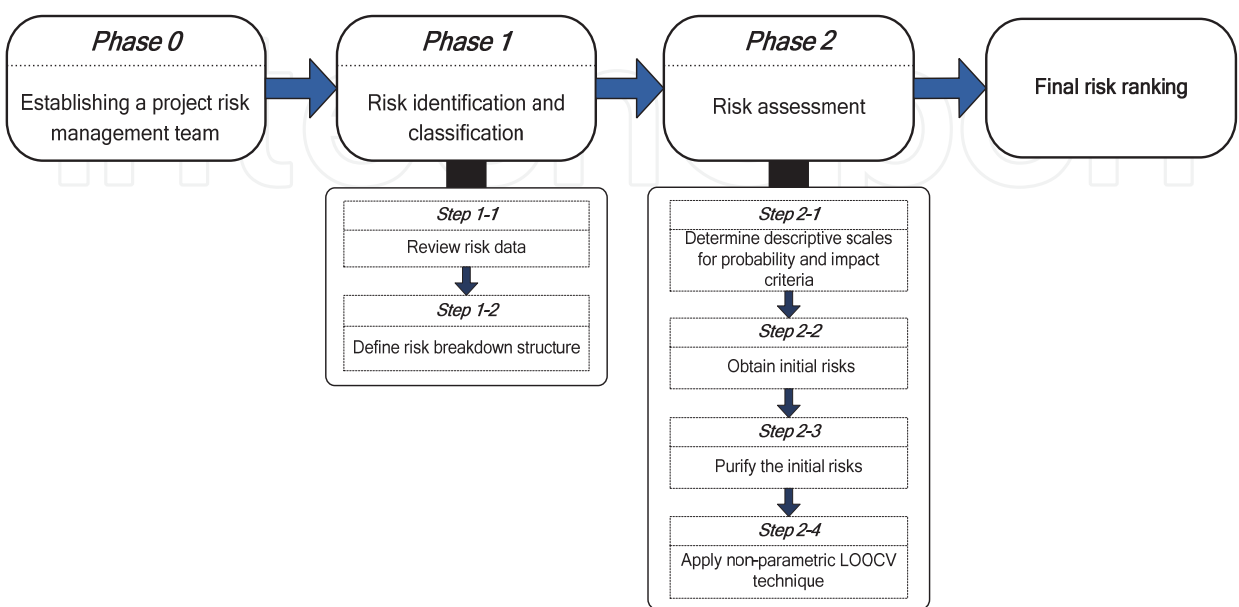 Phase 0
Establishing a project risk
management team
Phase 1
Risk identification and
classification
Phase 2
Risk assessment
Final risk ranking
Step 1-1
Review risk data
Step 1-2
Define risk breakdown structure
Step 2-1
Determine descriptive scales
for probability and impact
criteria
Step 2-2
Obtain initial risks
Step 2-3
Purify the initial risks
Step 2-4
Apply non-parametric LOOCV
technique